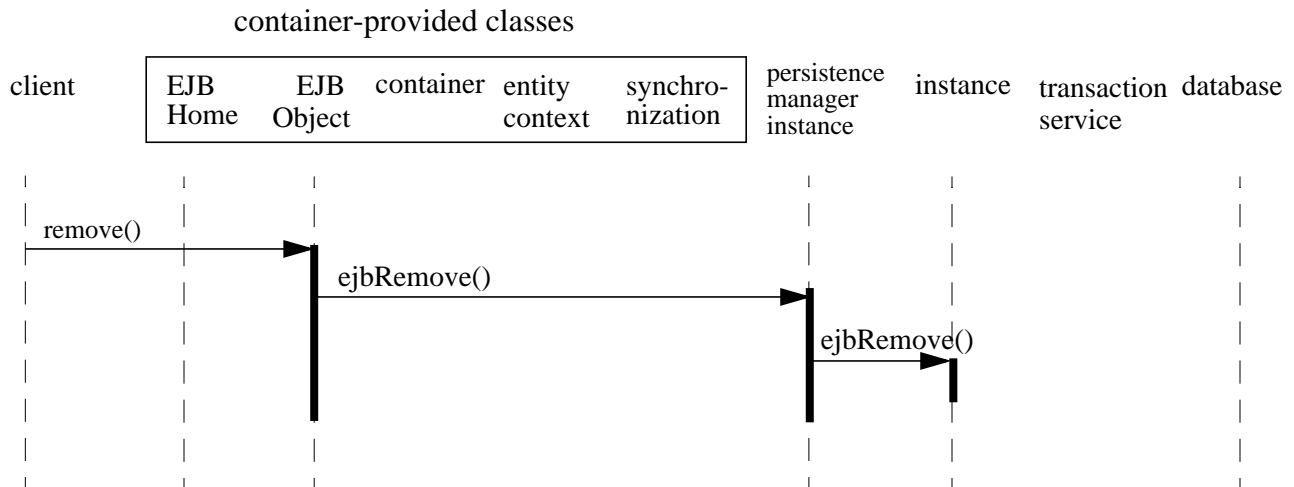 container-provided classes
client
EJB
Home
EJB
Object
container
entity
context
synchro-
nization
persistence
manager
instance
instance
transaction
service
database
remove()
ejbRemove()
ejbRemove()